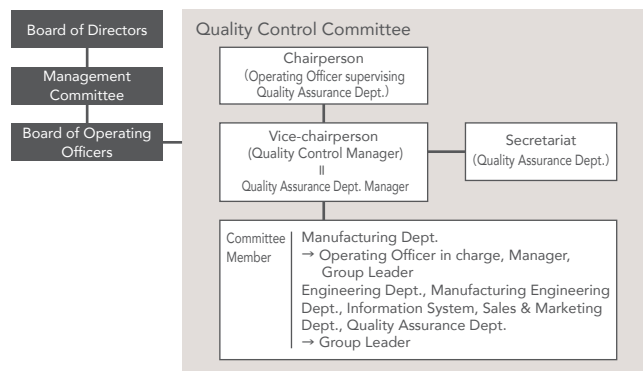 Board of Directors
Management
Committee
Board of Operating
Officers
Quality Control Committee
Chairperson
(Operating Officer supervising
Quality Assurance Dept.)
Vice-chairperson
(Quality Control Manager)
=
Quality Assurance Dept. Manager
Secretariat
(Quality Assurance Dept.)
Committee
Member
Manufacturing Dept.
→ Operating Officer in charge, Manager,
Group Leader
Engineering Dept., Manufacturing Engineering
Dept., Information System, Sales & Marketing
Dept., Quality Assurance Dept.
→ Group Leader